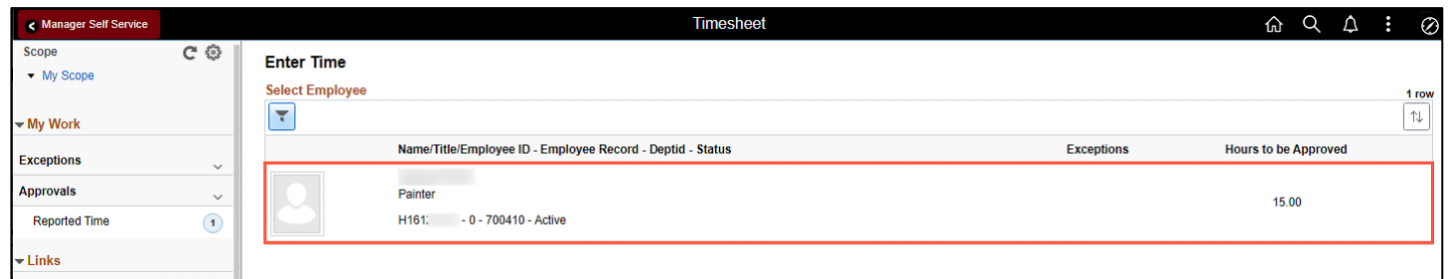 Manager Self Service
Timesheet
Scope
My Scope
My Work
Exceptions
Approvals
Reported Time 1
Links
Enter Time
Select Employee
1 row
Name/Title/Employee ID - Employee Record - Deptid - Status Exceptions Hours to be Approved
Painter
15.00
- 0 - 700410 - Active